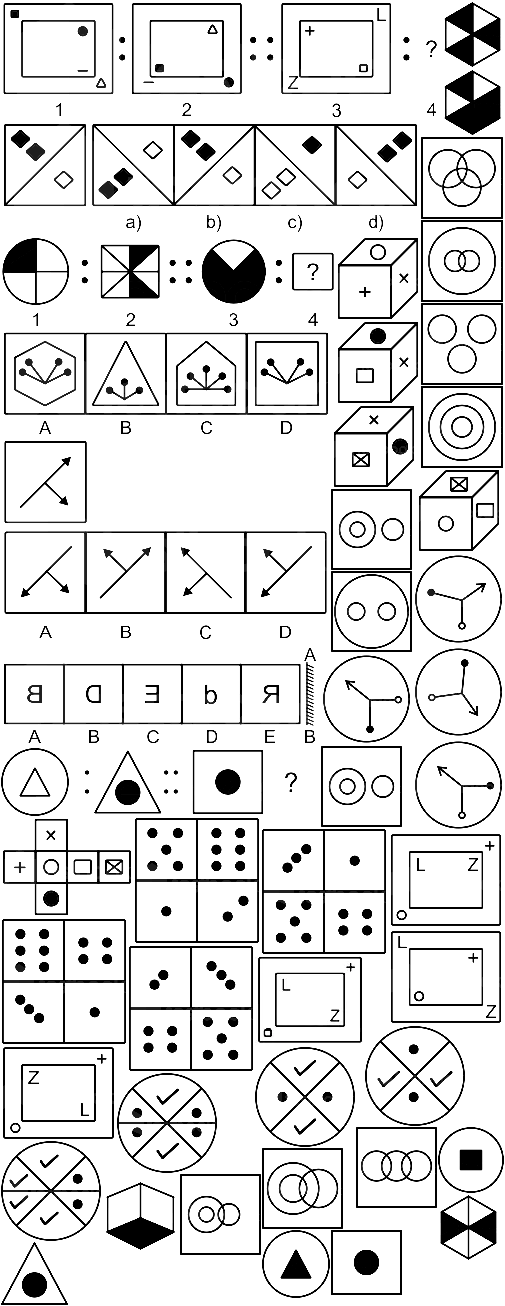 L
: :: : ?
Z
1 2 3 4
a) b) c) d)
: :: : ?
1 2 3 4
A B C D
A B C D
A
ᗺ ᗡ Ǝ b Я
A B C D E B
: :: ?
L Z
L
L
Z
Z
Z
L